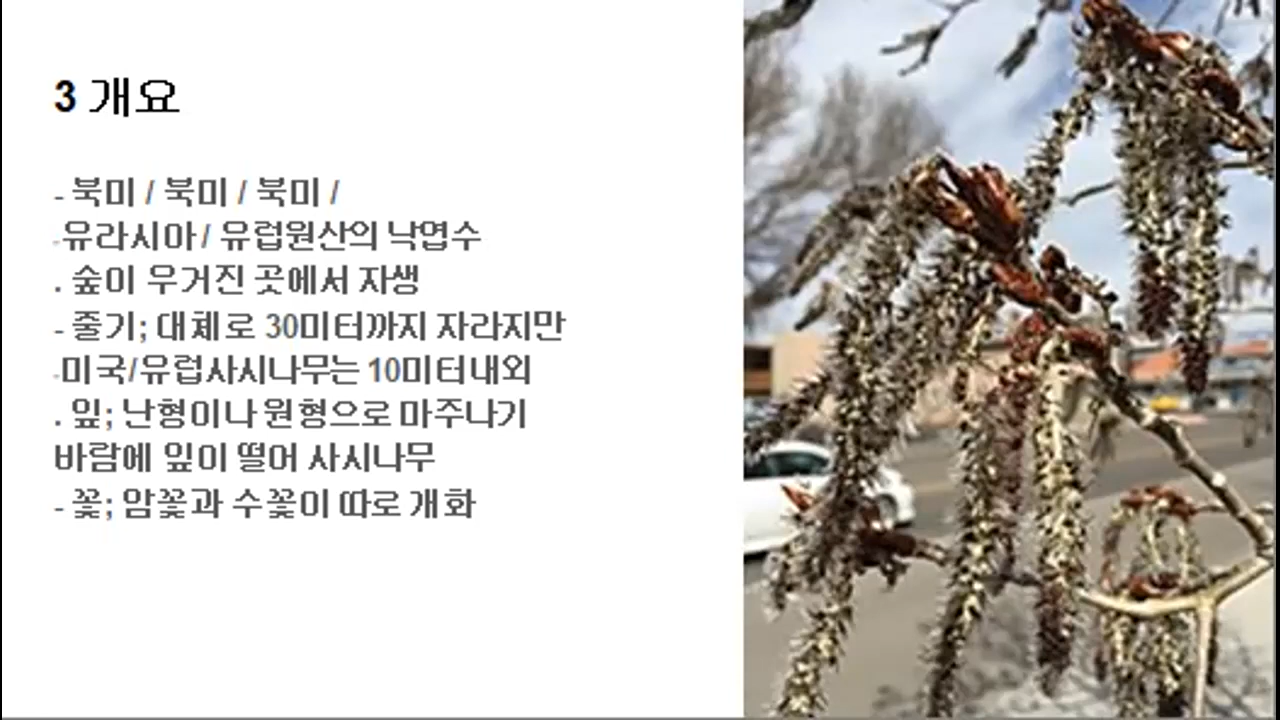 3 개요
- 북미 / 북미 / 북미 /
-유라시아 / 유럽원산의 낙엽수
. 숲이 우거진 곳에서 자생
- 줄기; 대체로 30미터까지 자라지만
-미국/유럽사시나무는 10미터내외
. 잎; 난형이나 원형으로 마주나기
바람에 잎이 떨어 사시나무
- 꽃; 암꽃과 수꽃이 따로 개화